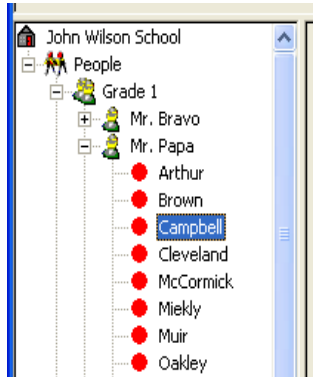 John Wilson School
People
Grade 1
Mr. Bravo
Mr. Papa
Arthur
Brown
Campbell
Cleveland
McCormick
Miekly
Muir
Oakley